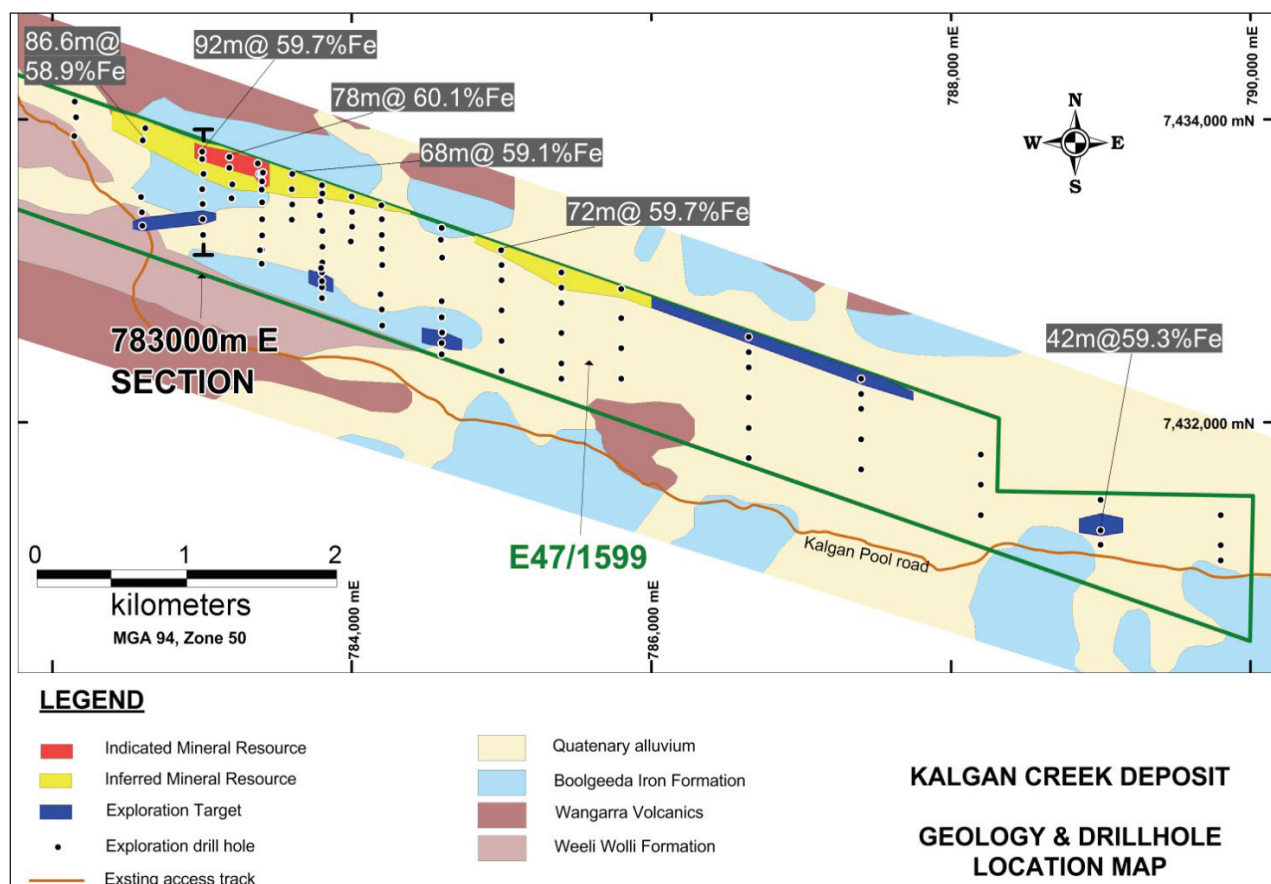 86.6m@
58.9%Fe
92m@ 59.7%Fe
78m@ 60.1%Fe
68m@ 59.1%Fe
72m@ 59.7%Fe
42m@59.3%Fe
788,000 mE
790,000 mE
N
W
E
S
7,434,000 mN
7,432,000 mN
783000m E
SECTION
E47/1599
Kalgan Pool road
0
1
2
kilometers
MGA 94, Zone 50
784,000 mE
786,000 mE
LEGEND
Indicated Mineral Resource
Inferred Mineral Resource
Exploration Target
Exploration drill hole
Exsting access track
Quatenary alluvium
Boolgeeda Iron Formation
Wangarra Volcanics
Weeli Wolli Formation
KALGAN CREEK DEPOSIT
GEOLOGY & DRILLHOLE
LOCATION MAP